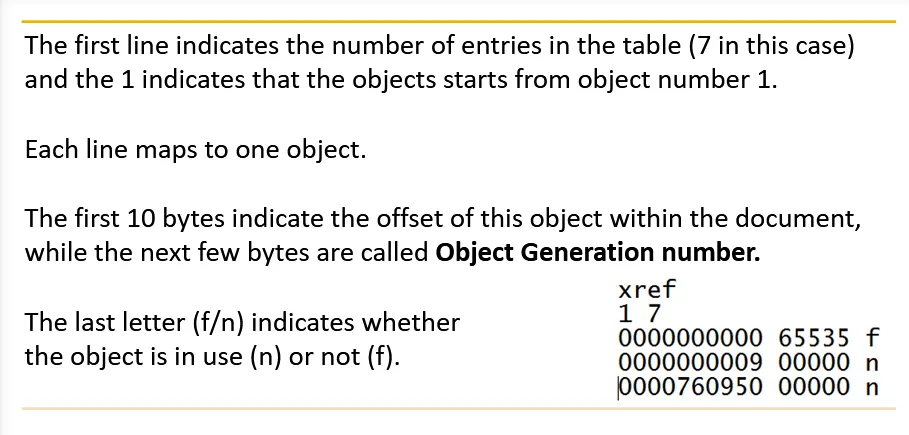 The first line indicates the number of entries in the table (7 in this case)
and the 1 indicates that the objects starts from object number 1.
Each line maps to one object.
The first 10 bytes indicate the offset of this object within the document,
while the next few bytes are called Object Generation number.
The last letter (f/n) indicates whether
the object is in use (n) or not (f).
xref
1 7
0000000000 65535 f
0000000009 00000 n
0000760950 00000 n